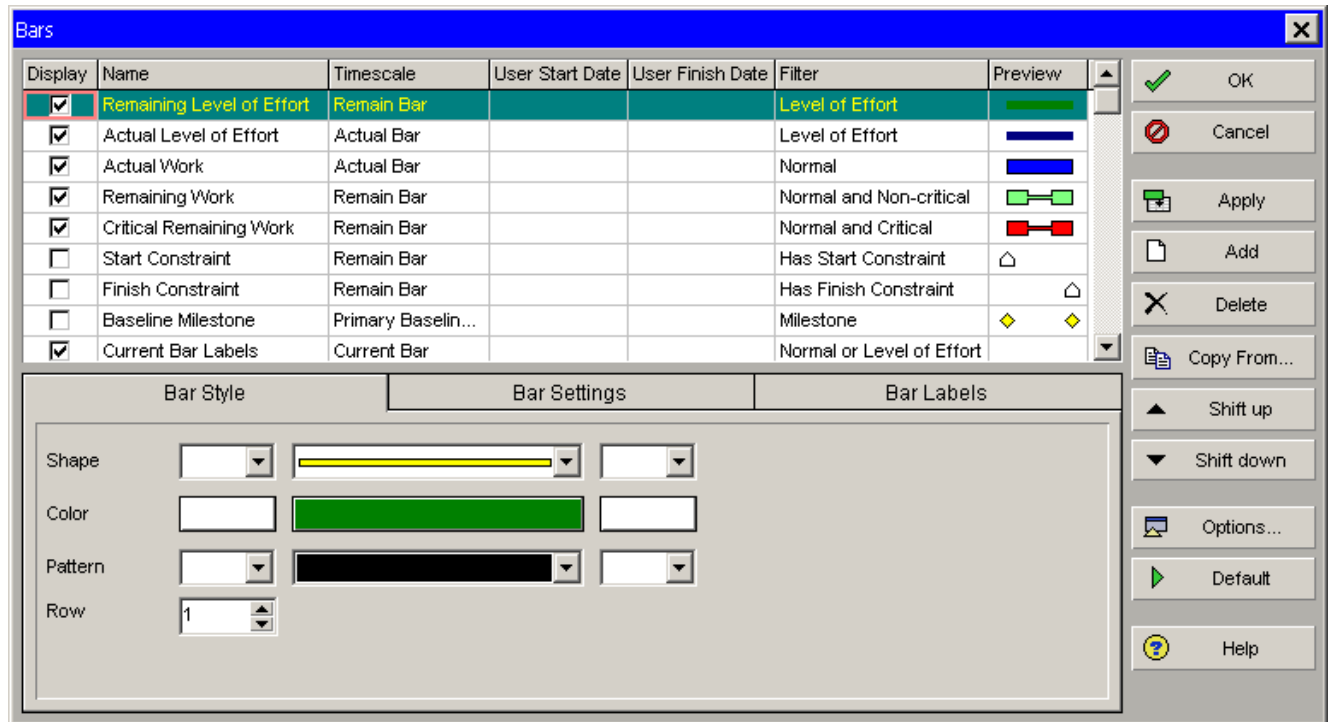 Bars
Display Name Timescale User Start Date User Finish Date Filter Preview
Remaining Level of Effort Remain Bar Level of Effort
Actual Level of Effort Actual Bar Level of Effort
Actual Work Actual Bar Normal
Remaining Work Remain Bar Normal and Non-critical
Critical Remaining Work Remain Bar Normal and Critical
Start Constraint Remain Bar Has Start Constraint
Finish Constraint Remain Bar Has Finish Constraint
Baseline Milestone Primary Baselin... Milestone
Current Bar Labels Current Bar Normal or Level of Effort
Bar Style Bar Settings Bar Labels
Shape
Color
Pattern
Row 1
OK
Cancel
Apply
Add
Delete
Copy From...
Shift up
Shift down
Options...
Default
Help